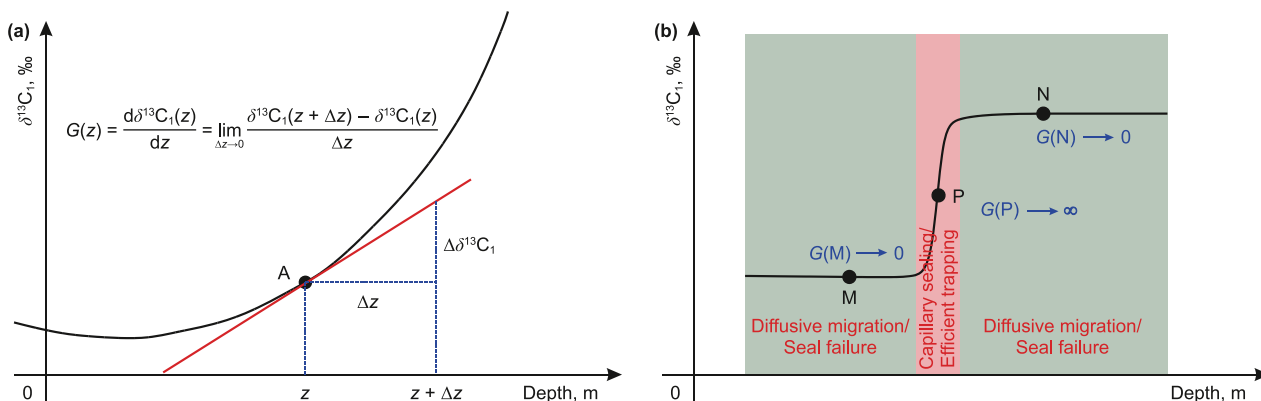 (a)
δ¹³C₁, ‰
G(z) = dδ¹³C₁(z)/dz = lim Δz→0 δ¹³C₁(z + Δz) − δ¹³C₁(z)/Δz
A
Δδ¹³C₁
Δz
0
z
z + Δz
Depth, m
(b)
δ¹³C₁, ‰
N
G(N) → 0
P
G(P) → ∞
G(M) → 0
M
Capillary sealing/
Efficient trapping
Diffusive migration/
Seal failure
Diffusive migration/
Seal failure
0
Depth, m